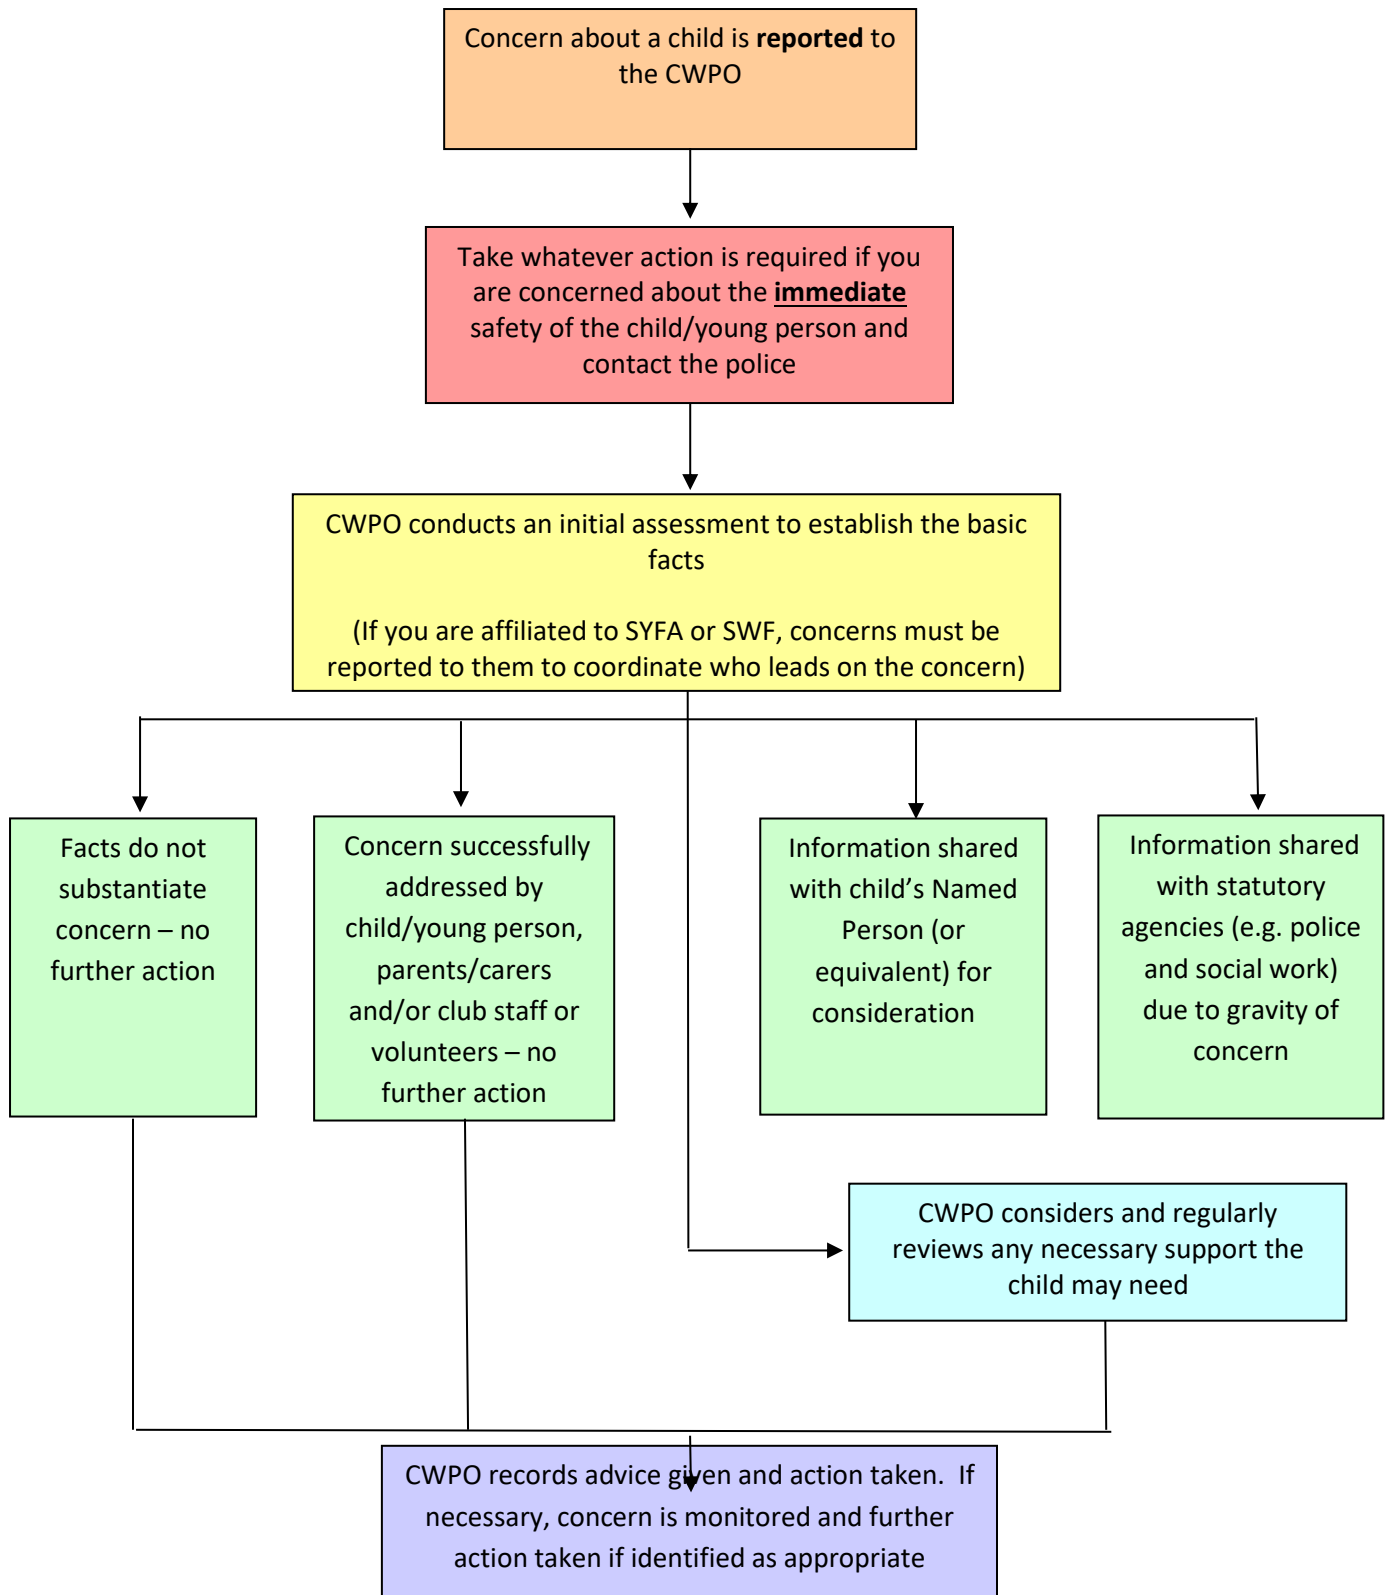 Concern about a child is reported to
the CWPO
Take whatever action is required if you
are concerned about the immediate
safety of the child/young person and
contact the police
CWPO conducts an initial assessment to establish the basic
facts
(If you are affiliated to SYFA or SWF, concerns must be
reported to them to coordinate who leads on the concern)
Facts do not
substantiate
concern – no
further action
Concern successfully
addressed by
child/young person,
parents/carers
and/or club staff or
volunteers – no
further action
Information shared
with child’s Named
Person (or
equivalent) for
consideration
Information shared
with statutory
agencies (e.g. police
and social work)
due to gravity of
concern
CWPO considers and regularly
reviews any necessary support the
child may need
CWPO records advice given and action taken.  If
necessary, concern is monitored and further
action taken if identified as appropriate